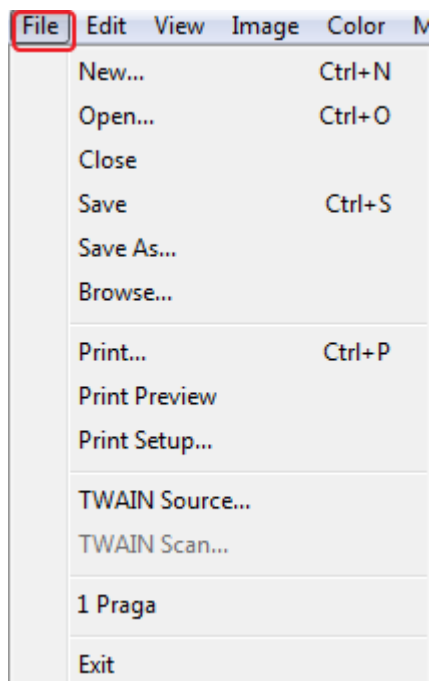 File Edit View Image Color
New... Ctrl+N
Open... Ctrl+O
Close
Save Ctrl+S
Save As...
Browse...
Print... Ctrl+P
Print Preview
Print Setup...
TWAIN Source...
TWAIN Scan...
1 Praga
Exit